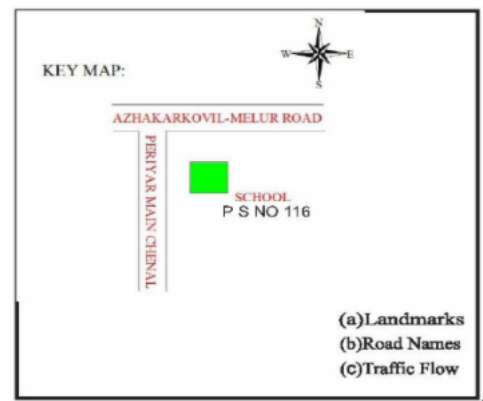 N
W E
S
KEY MAP:
AZHAKARKOVIL-MELUR ROAD
PERIYAR MAIN CHENAL
SCHOOL
P S NO 116
(a)Landmarks
(b)Road Names
(c)Traffic Flow